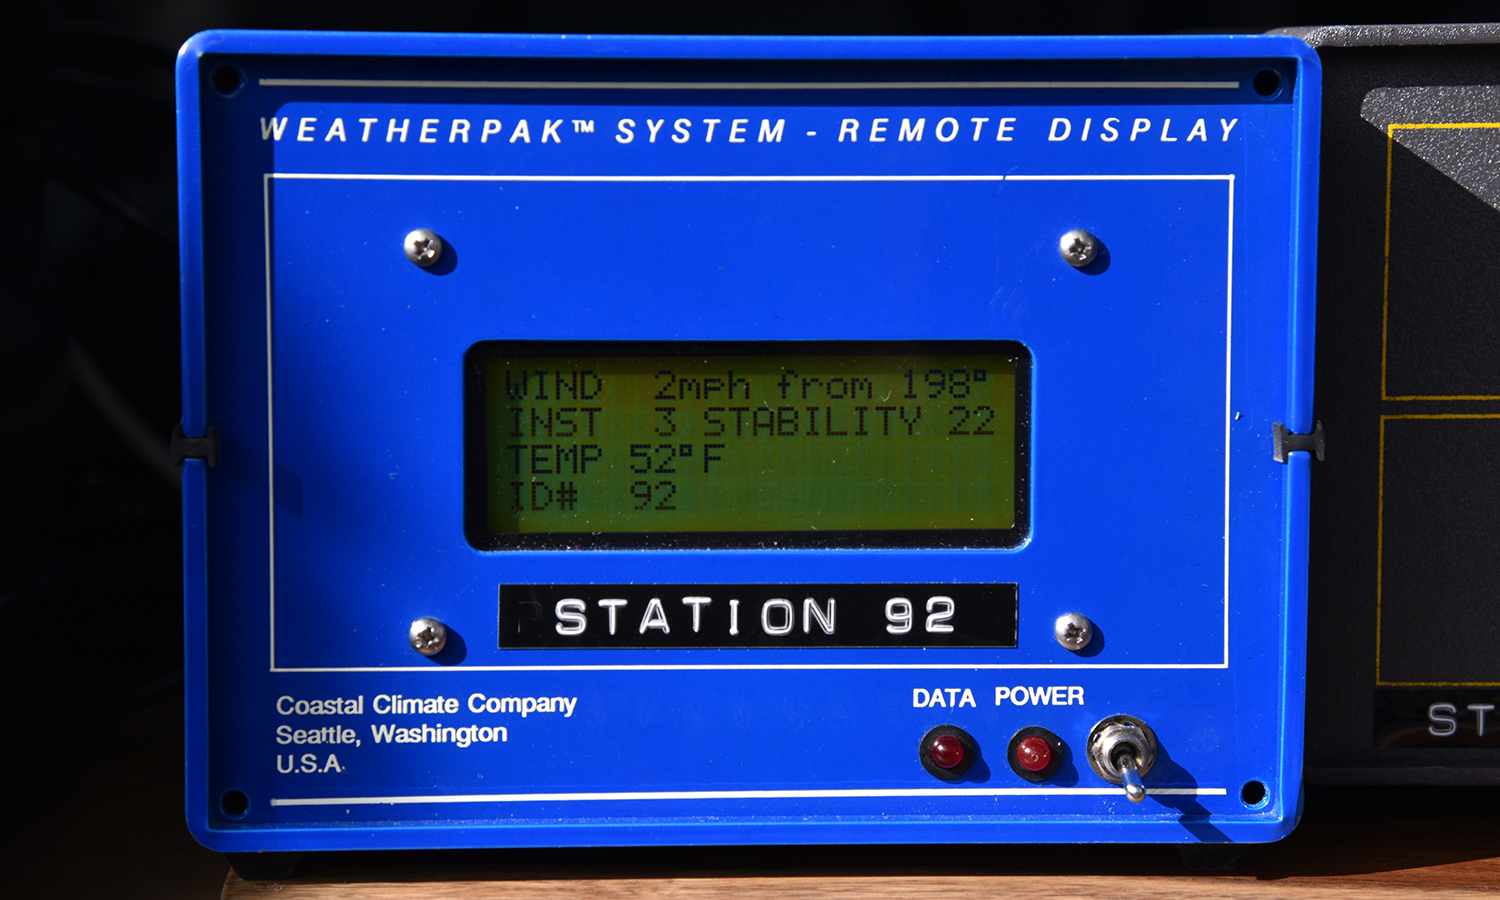 WEATHERPAK™ SYSTEM - REMOTE DISPLAY
WIND 2mph from 198°
INST 3 STABILITY 22
TEMP 52°F
ID# 92
STATION 92
Coastal Climate Company
Seattle, Washington
U.S.A.
DATA POWER
ST